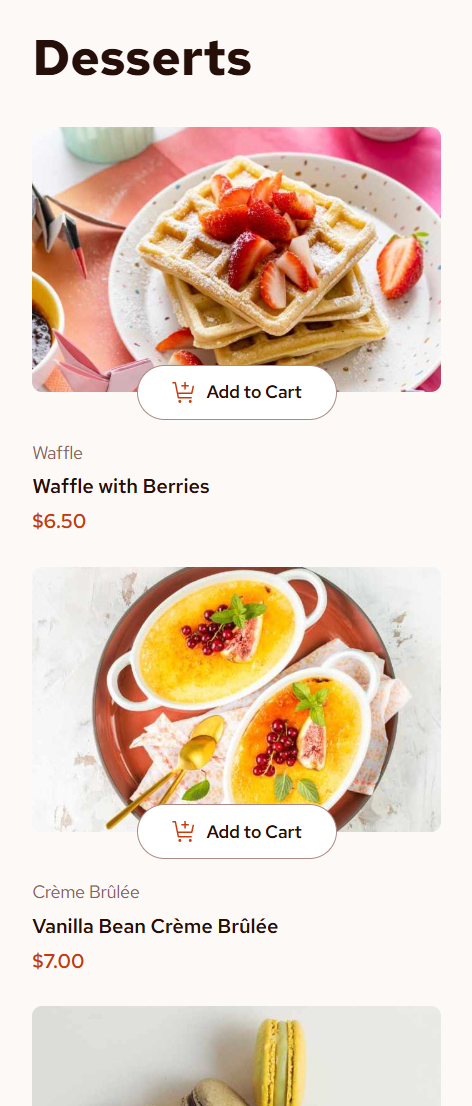 Desserts
Add to Cart
Waffle
Waffle with Berries
$6.50
Add to Cart
Crème Brûlée
Vanilla Bean Crème Brûlée
$7.00